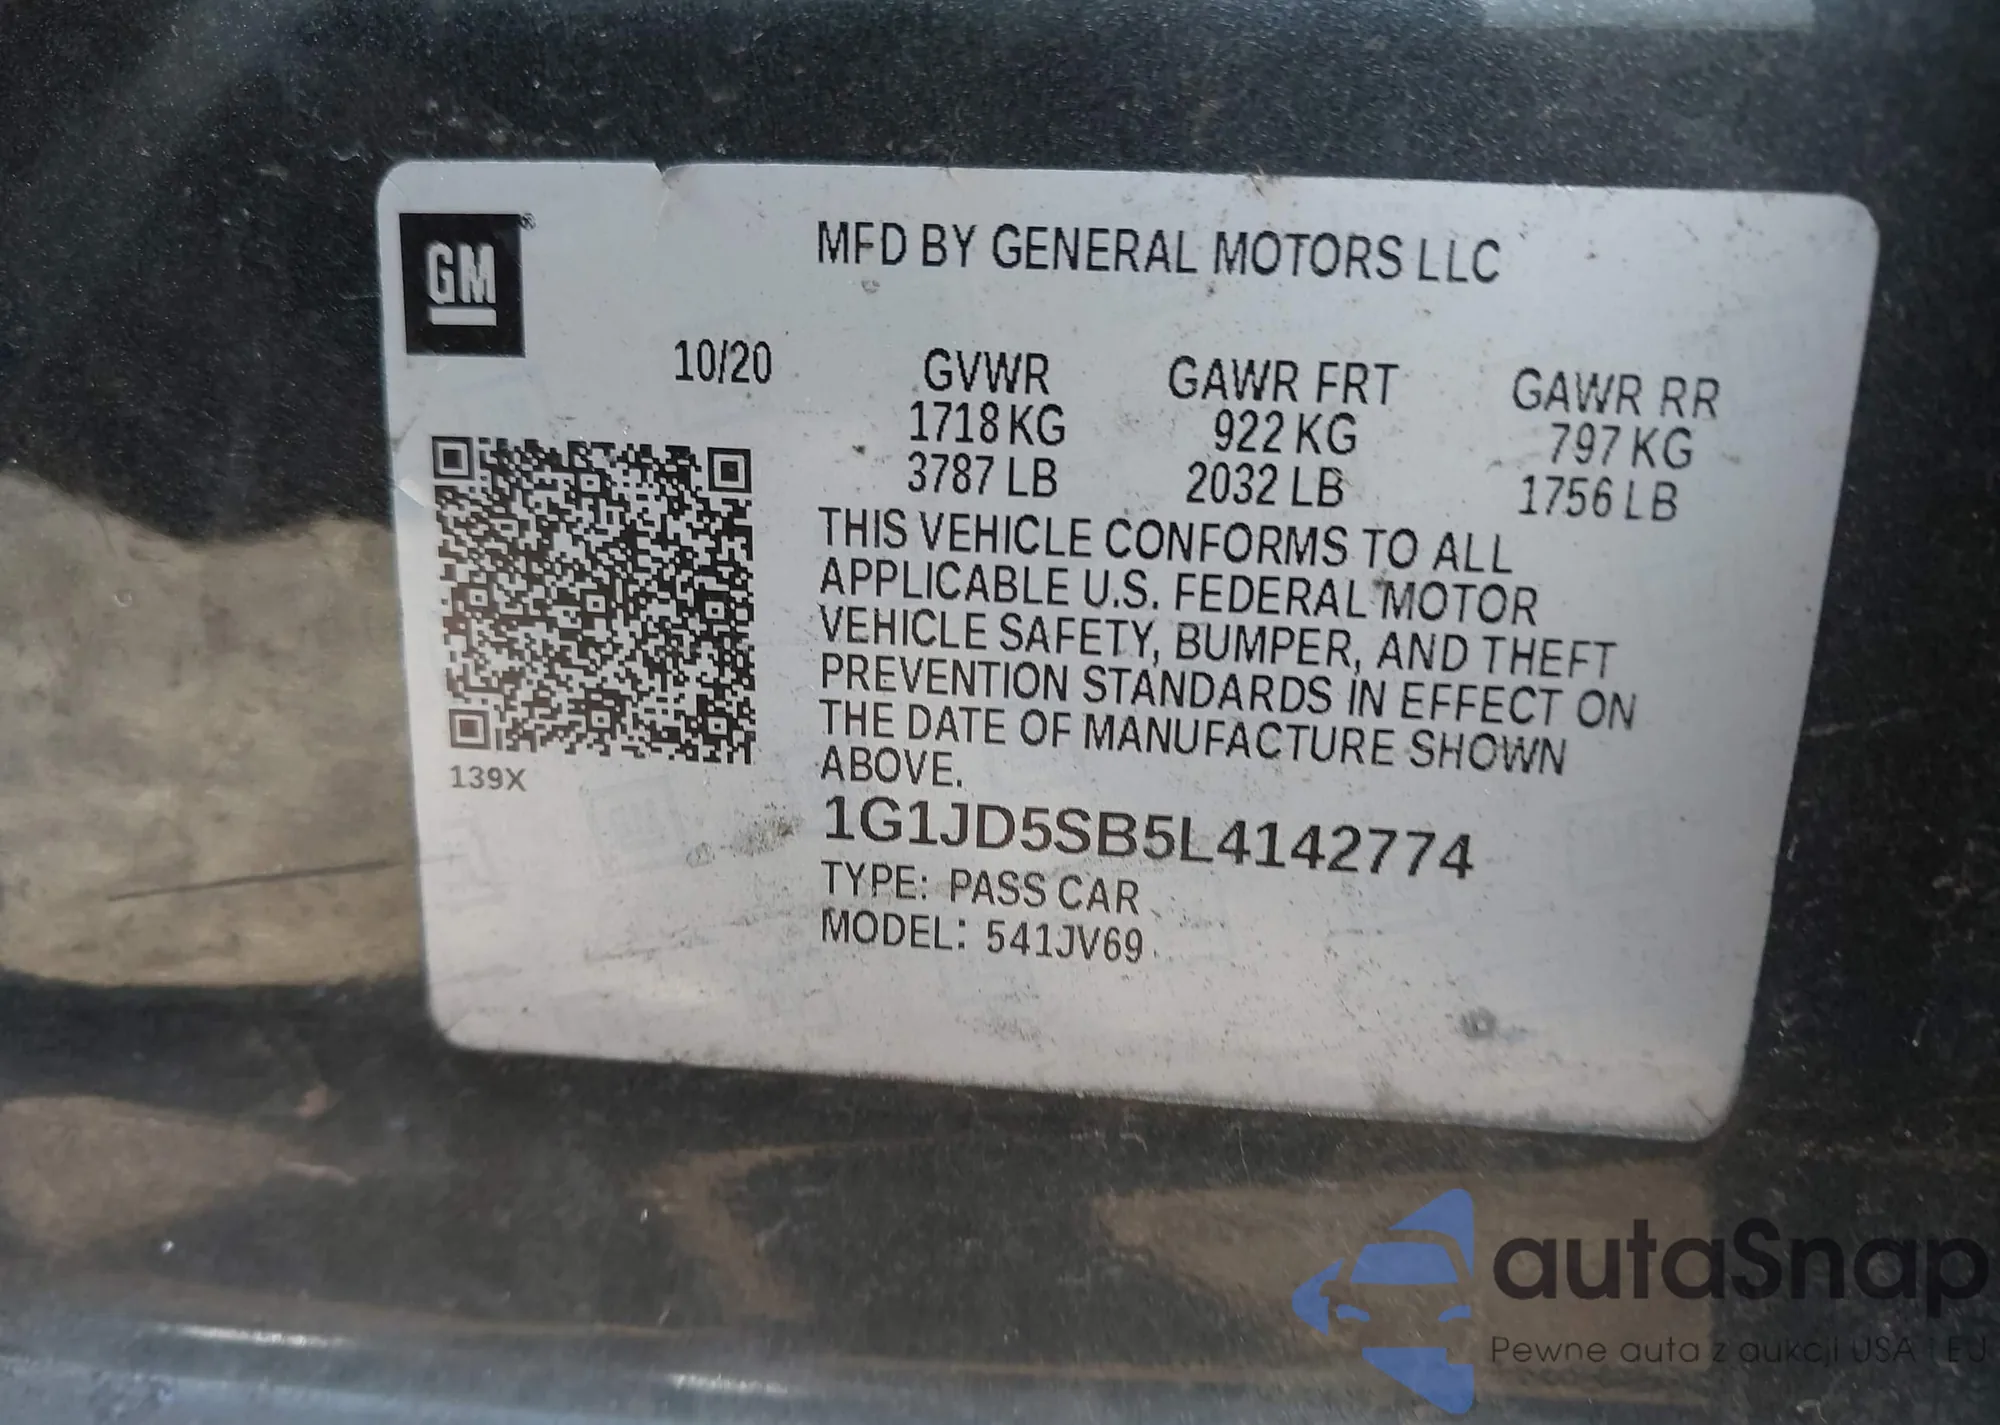 GM®
MFD BY GENERAL MOTORS LLC
10/20
GVWR GAWR FRT GAWR RR
1718 KG 922 KG 797 KG
3787 LB 2032 LB 1756 LB
THIS VEHICLE CONFORMS TO ALL
APPLICABLE U.S. FEDERAL MOTOR
VEHICLE SAFETY, BUMPER, AND THEFT
PREVENTION STANDARDS IN EFFECT ON
THE DATE OF MANUFACTURE SHOWN
ABOVE.
139X
1G1JD5SB5L4142774
TYPE: PASS CAR
MODEL: 541JV69
autaSnap
Pewne auta z aukcji USA i EU